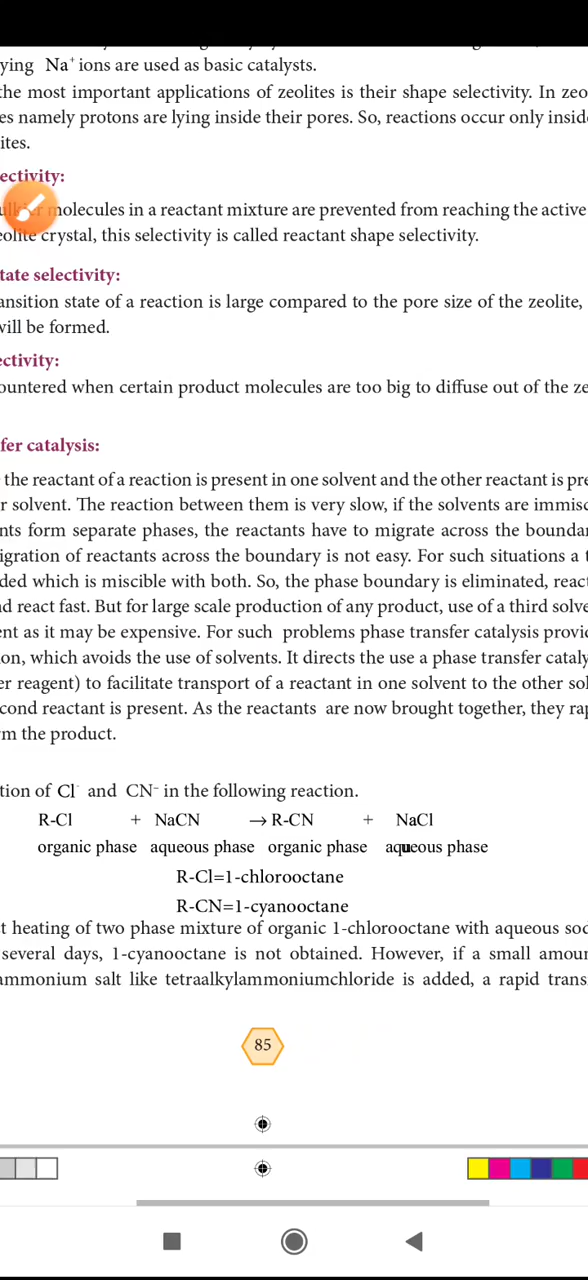 ying Na⁺ ions are used as basic catalysts.
the most important applications of zeolites is their shape selectivity. In zeo
es namely protons are lying inside their pores. So, reactions occur only inside
ites.
ectivity:
molecules in a reactant mixture are prevented from reaching the active
eolite crystal, this selectivity is called reactant shape selectivity.
tate selectivity:
ansition state of a reaction is large compared to the pore size of the zeolite,
will be formed.
ectivity:
ountered when certain product molecules are too big to diffuse out of the ze
fer catalysis:
the reactant of a reaction is present in one solvent and the other reactant is pre
r solvent. The reaction between them is very slow, if the solvents are immisc
nts form separate phases, the reactants have to migrate across the bounda
igration of reactants across the boundary is not easy. For such situations a t
ded which is miscible with both. So, the phase boundary is eliminated, react
nd react fast. But for large scale production of any product, use of a third solve
ent as it may be expensive. For such problems phase transfer catalysis provi
ion, which avoids the use of solvents. It directs the use a phase transfer cataly
er reagent) to facilitate transport of a reactant in one solvent to the other sol
econd reactant is present. As the reactants are now brought together, they rap
rm the product.
tion of Cl⁻ and CN⁻ in the following reaction.
R-Cl + NaCN → R-CN + NaCl
organic phase aqueous phase organic phase aqueous phase
R-Cl=1-chlorooctane
R-CN=1-cyanooctane
t heating of two phase mixture of organic 1-chlorooctane with aqueous sod
several days, 1-cyanooctane is not obtained. However, if a small amou
ammonium salt like tetraalkylammoniumchloride is added, a rapid trans
85